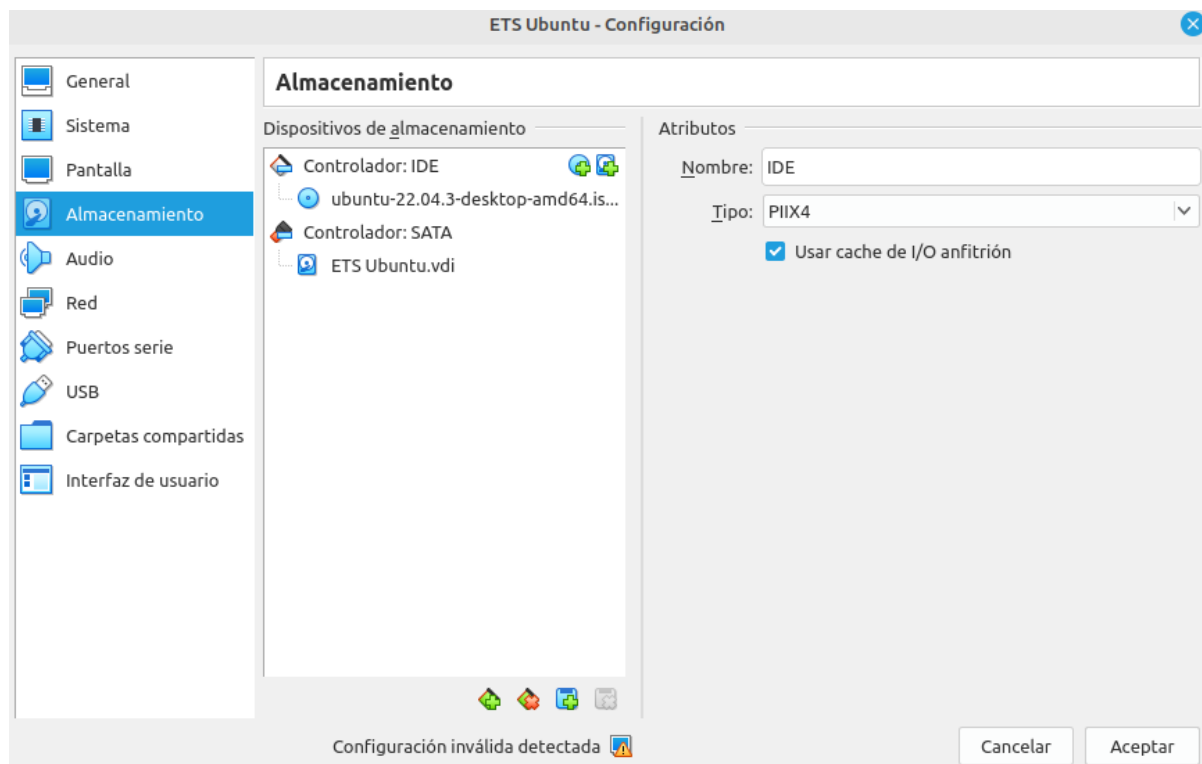 ETS Ubuntu - Configuración
General
Sistema
Pantalla
Almacenamiento
Audio
Red
Puertos serie
USB
Carpetas compartidas
Interfaz de usuario
Almacenamiento
Dispositivos de almacenamiento
Controlador: IDE
ubuntu-22.04.3-desktop-amd64.is...
Controlador: SATA
ETS Ubuntu.vdi
Atributos
Nombre: IDE
Tipo: PIIX4
Usar cache de I/O anfitrión
Configuración inválida detectada
Cancelar
Aceptar